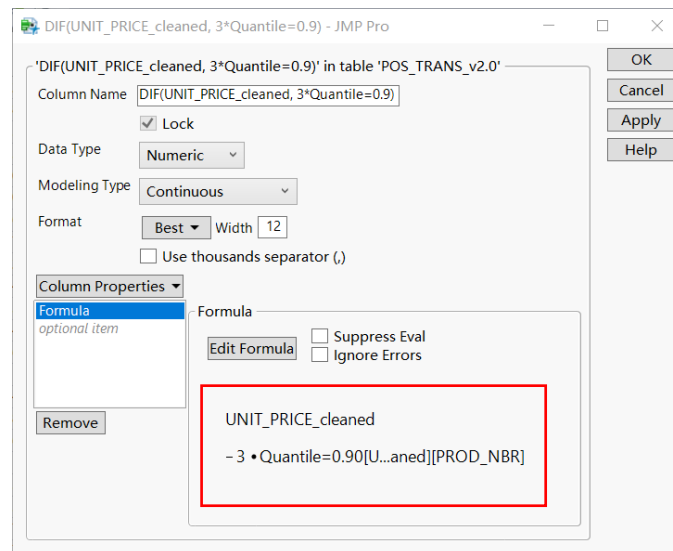 DIF(UNIT_PRICE_cleaned, 3*Quantile=0.9) - JMP Pro
'DIF(UNIT_PRICE_cleaned, 3*Quantile=0.9)' in table 'POS_TRANS_v2.0'
OK
Column Name DIF(UNIT_PRICE_cleaned, 3*Quantile=0.9)
Cancel
Lock
Apply
Data Type Numeric
Help
Modeling Type Continuous
Format Best Width 12
Use thousands separator (,)
Column Properties
Formula
optional item
Remove
Formula
Edit Formula
Suppress Eval
Ignore Errors
UNIT_PRICE_cleaned
− 3 • Quantile=0.90[U...aned][PROD_NBR]